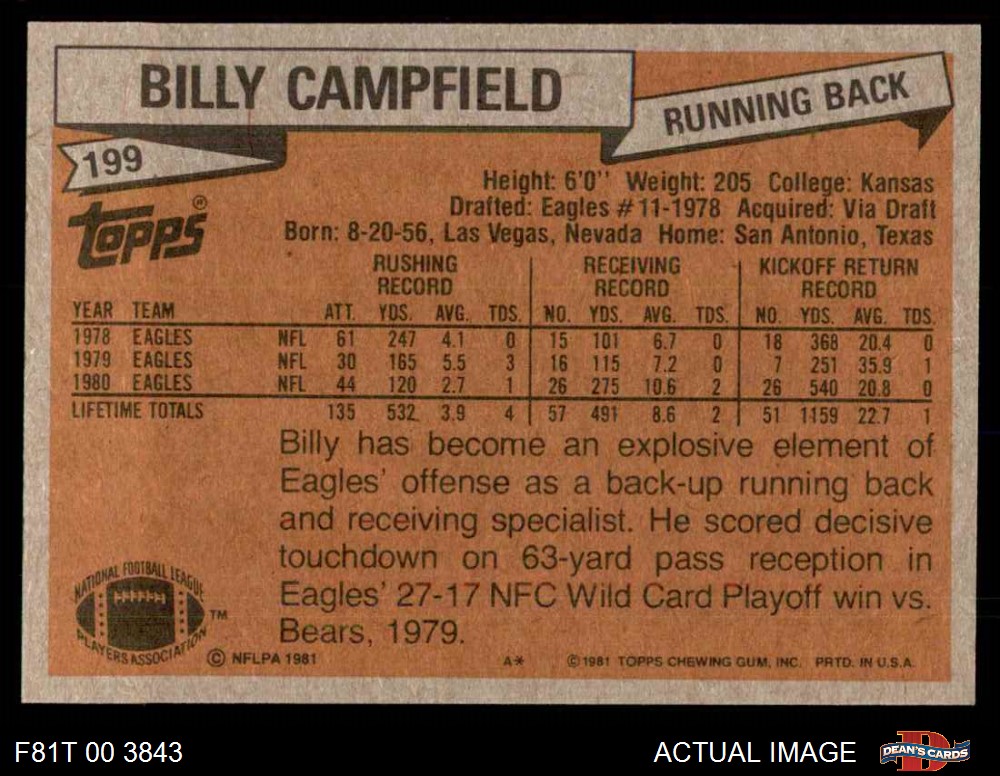 BILLY CAMPFIELD
RUNNING BACK
199
TOPPS®
Height: 6'0'' Weight: 205 College: Kansas
Drafted: Eagles #11-1978 Acquired: Via Draft
Born: 8-20-56, Las Vegas, Nevada Home: San Antonio, Texas
RUSHING RECORD RECEIVING RECORD KICKOFF RETURN RECORD
YEAR TEAM ATT. YDS. AVG. TDS. NO. YDS. AVG. TDS. NO. YDS. AVG. TDS.
1978 EAGLES NFL 61 247 4.1 0 15 101 6.7 0 18 368 20.4 0
1979 EAGLES NFL 30 165 5.5 3 16 115 7.2 0 7 251 35.9 1
1980 EAGLES NFL 44 120 2.7 1 26 275 10.6 2 26 540 20.8 0
LIFETIME TOTALS 135 532 3.9 4 57 491 8.6 2 51 1159 22.7 1
Billy has become an explosive element of
Eagles' offense as a back-up running back
and receiving specialist. He scored decisive
touchdown on 63-yard pass reception in
Eagles' 27-17 NFC Wild Card Playoff win vs.
Bears, 1979.
NATIONAL FOOTBALL LEAGUE
PLAYERS ASSOCIATION
™
© NFLPA 1981 A* © 1981 TOPPS CHEWING GUM, INC. PRTD. IN U.S.A.
F81T 00 3843 ACTUAL IMAGE D DEAN'S CARDS